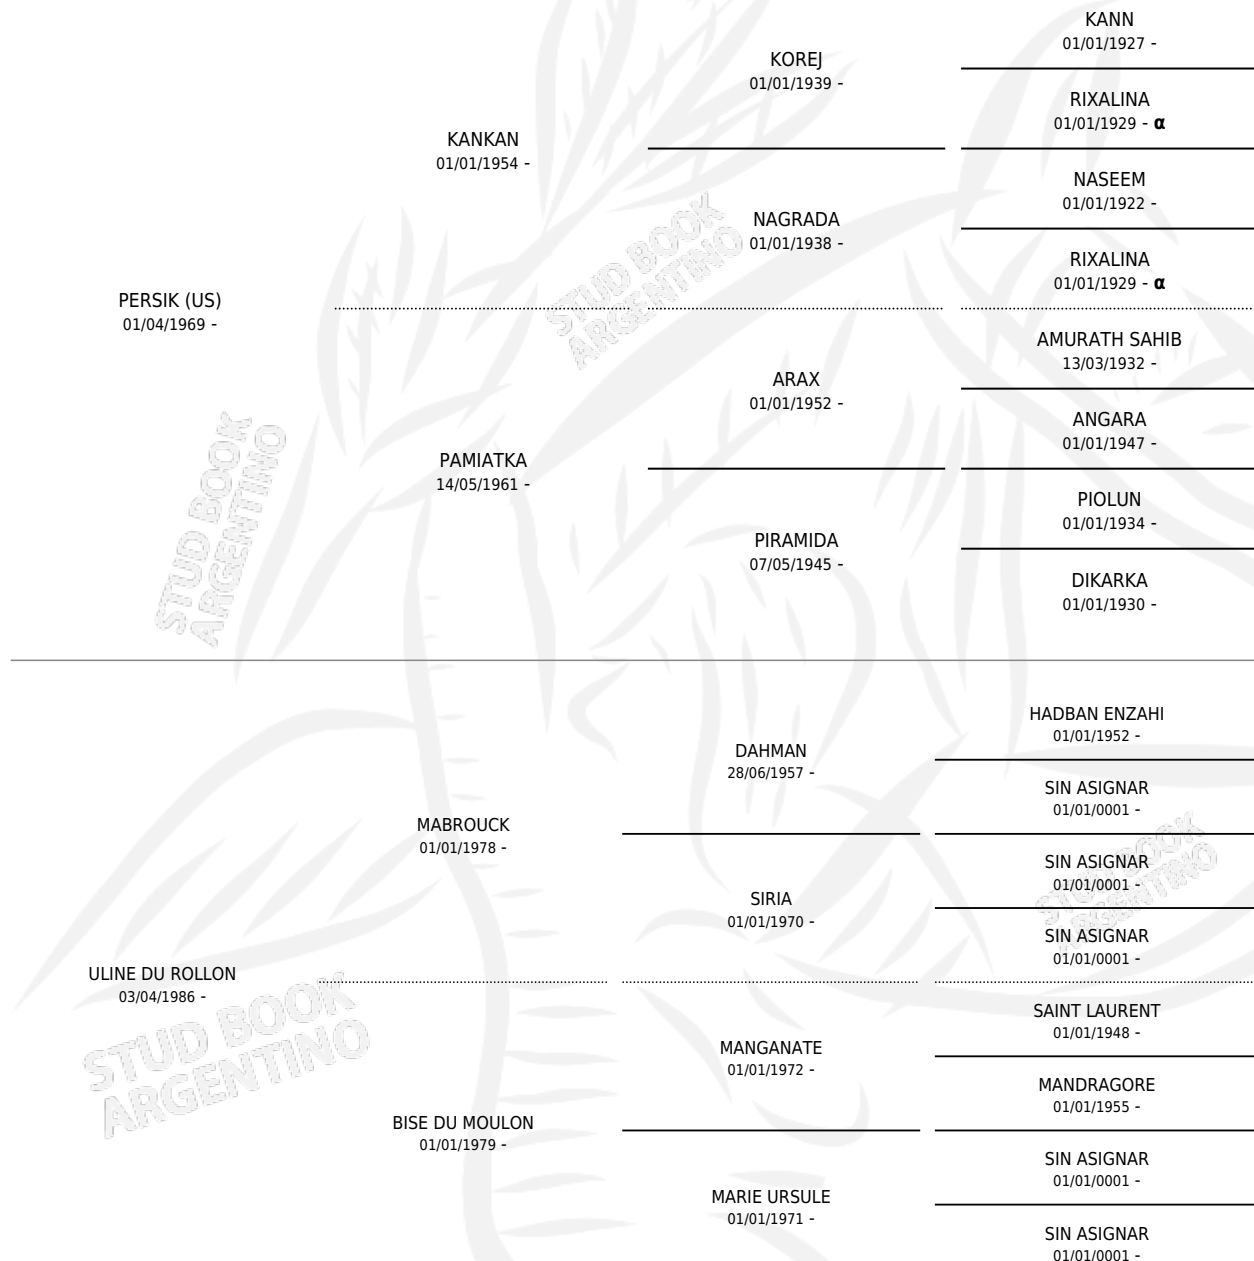 KANN
01/01/1927 -
KOREJ
01/01/1939 -
RIXALINA
01/01/1929 - α
KANKAN
01/01/1954 -
NASEEM
01/01/1922 -
NAGRADA
01/01/1938 -
RIXALINA
01/01/1929 - α
PERSIK (US)
01/04/1969 -
AMURATH SAHIB
13/03/1932 -
ARAX
01/01/1952 -
ANGARA
01/01/1947 -
PAMIATKA
14/05/1961 -
PIOLUN
01/01/1934 -
PIRAMIDA
07/05/1945 -
DIKARKA
01/01/1930 -
HADBAN ENZAHI
01/01/1952 -
DAHMAN
28/06/1957 -
SIN ASIGNAR
01/01/0001 -
MABROUCK
01/01/1978 -
SIN ASIGNAR
01/01/0001 -
SIRIA
01/01/1970 -
SIN ASIGNAR
01/01/0001 -
ULINE DU ROLLON
03/04/1986 -
SAINT LAURENT
01/01/1948 -
MANGANATE
01/01/1972 -
MANDRAGORE
01/01/1955 -
BISE DU MOULON
01/01/1979 -
SIN ASIGNAR
01/01/0001 -
MARIE URSULE
01/01/1971 -
SIN ASIGNAR
01/01/0001 -
STUD BOOK
ARGENTINO
STUD BOOK
ARGENTINO
STUD BOOK
ARGENTINO
STUD BOOK
ARGENTINO